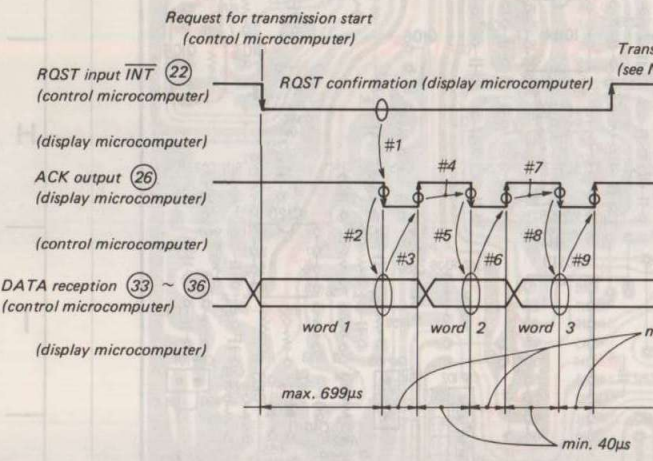 Request for transmission start
(control microcomputer)
Trans
(see
RQST input INT 22
(control microcomputer)
RQST confirmation (display microcomputer)
(display microcomputer)
#1
#4
#7
ACK output 26
(display microcomputer)
#2
#3
#5
#6
#8
#9
(control microcomputer)
DATA reception 33 ~ 36
(control microcomputer)
word 1
word 2
word 3
(display microcomputer)
max. 699μs
min. 40μs